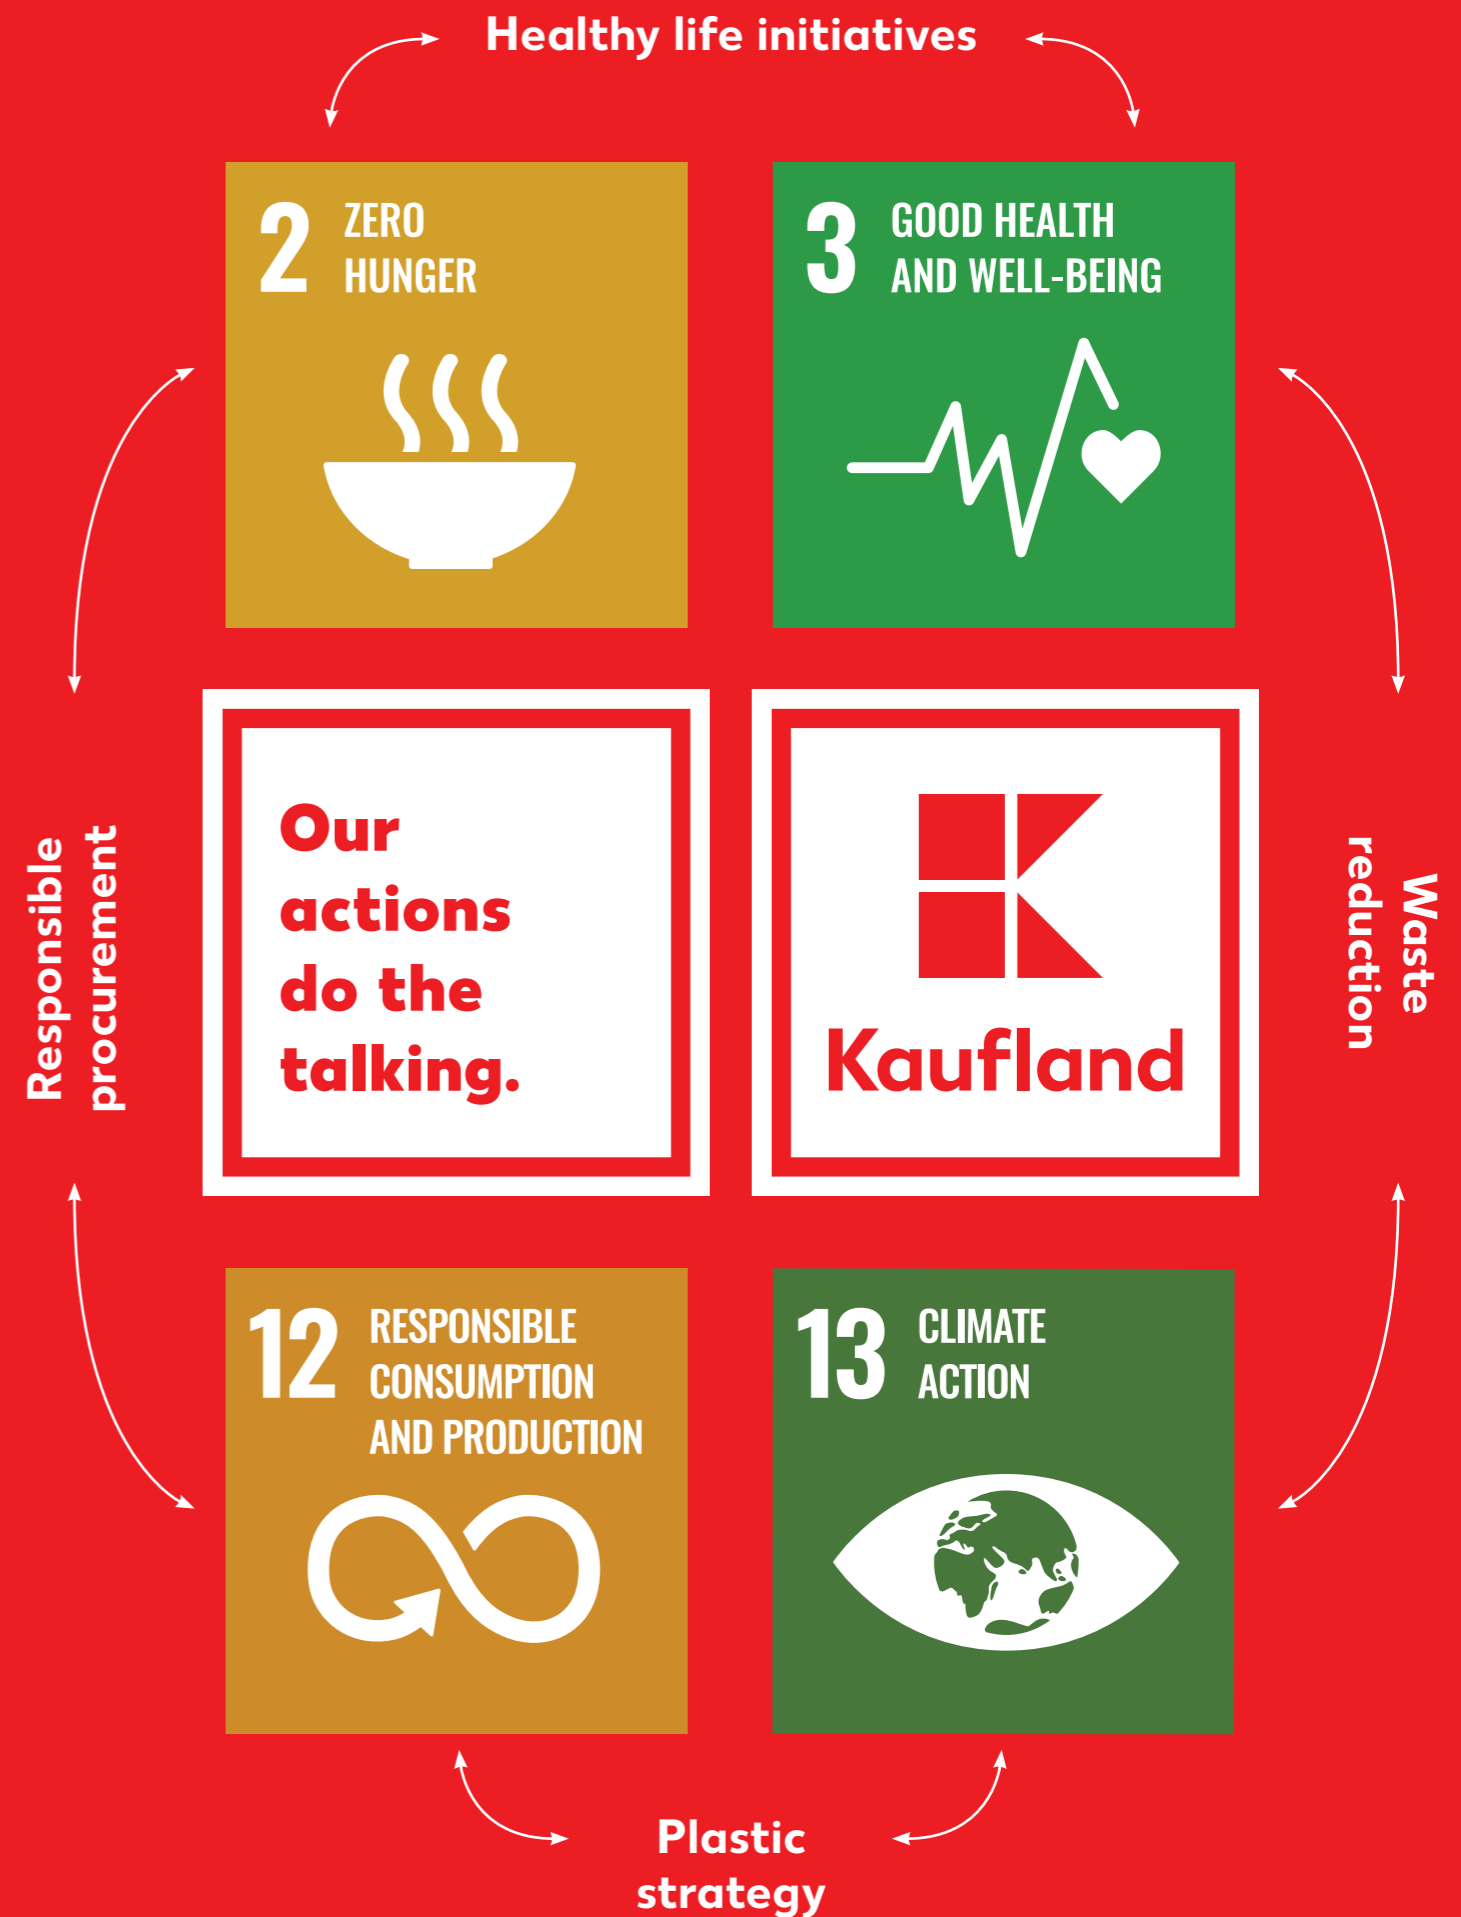 Healthy life initiatives
2 ZERO
HUNGER
3 GOOD HEALTH
AND WELL-BEING
Responsible
procurement
Our
actions
do the
talking.
Kaufland
Waste
reduction
12 RESPONSIBLE
CONSUMPTION
AND PRODUCTION
13 CLIMATE
ACTION
Plastic
strategy